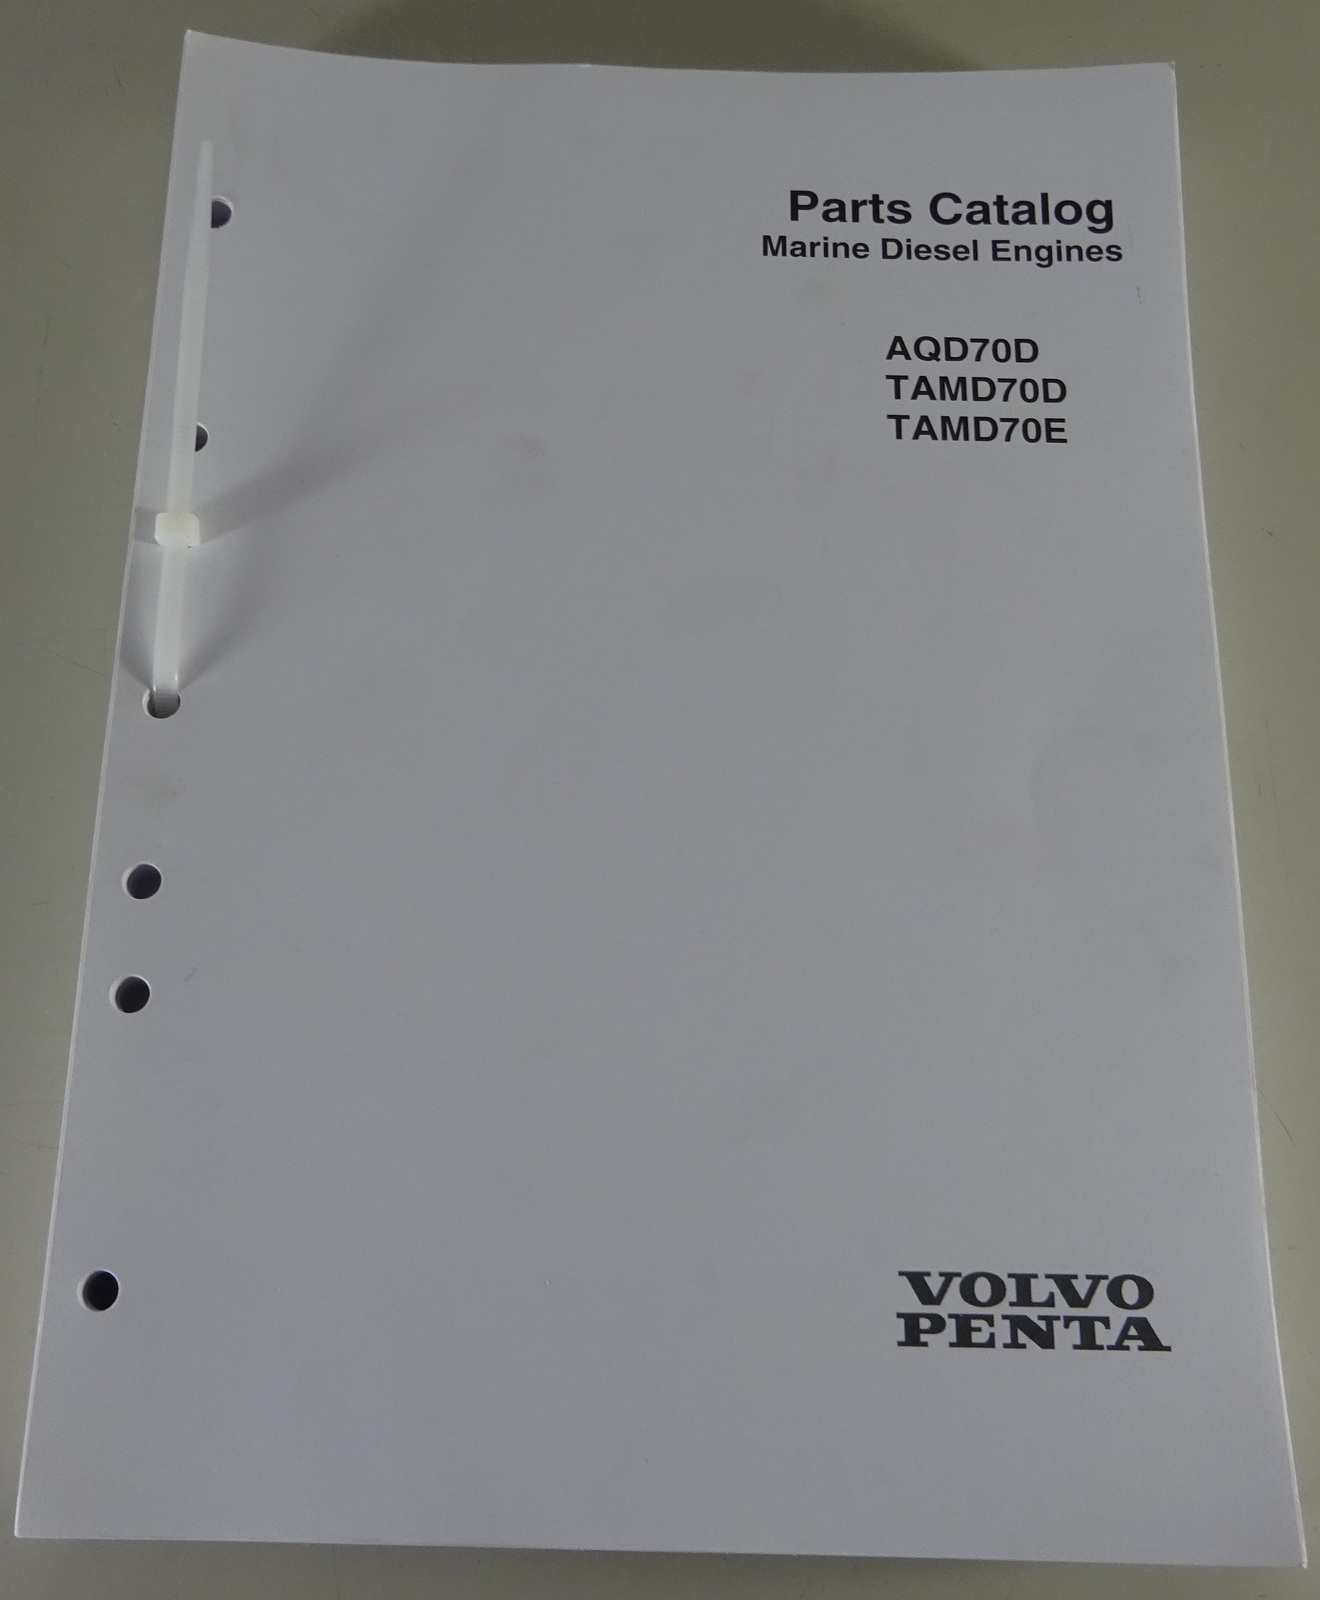 Parts Catalog
Marine Diesel Engines
AQD70D
TAMD70D
TAMD70E
VOLVO
PENTA